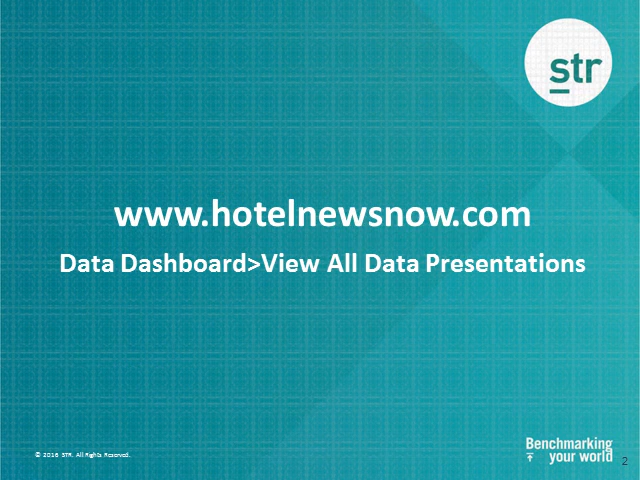 str
www.hotelnewsnow.com
Data Dashboard>View All Data Presentations
© 2016 STR. All Rights Reserved.
Benchmarking
your world
2